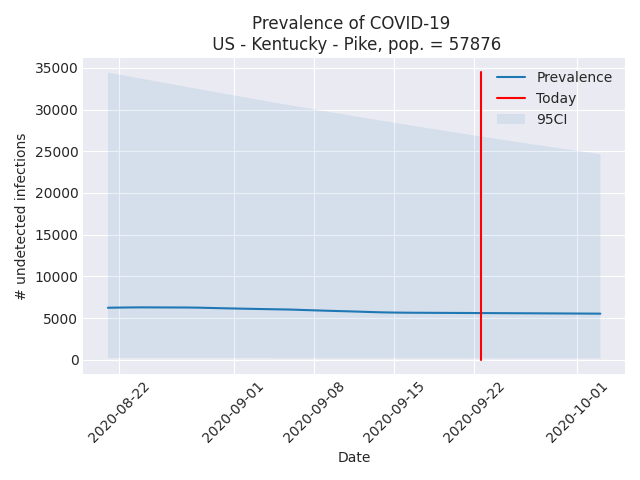 Prevalence of COVID-19
US - Kentucky - Pike, pop. = 57876
35000
30000
25000
20000
15000
10000
5000
0
# undetected infections
Prevalence
Today
95CI
2020-08-22
2020-09-01
2020-09-08
2020-09-15
2020-09-22
2020-10-01
Date